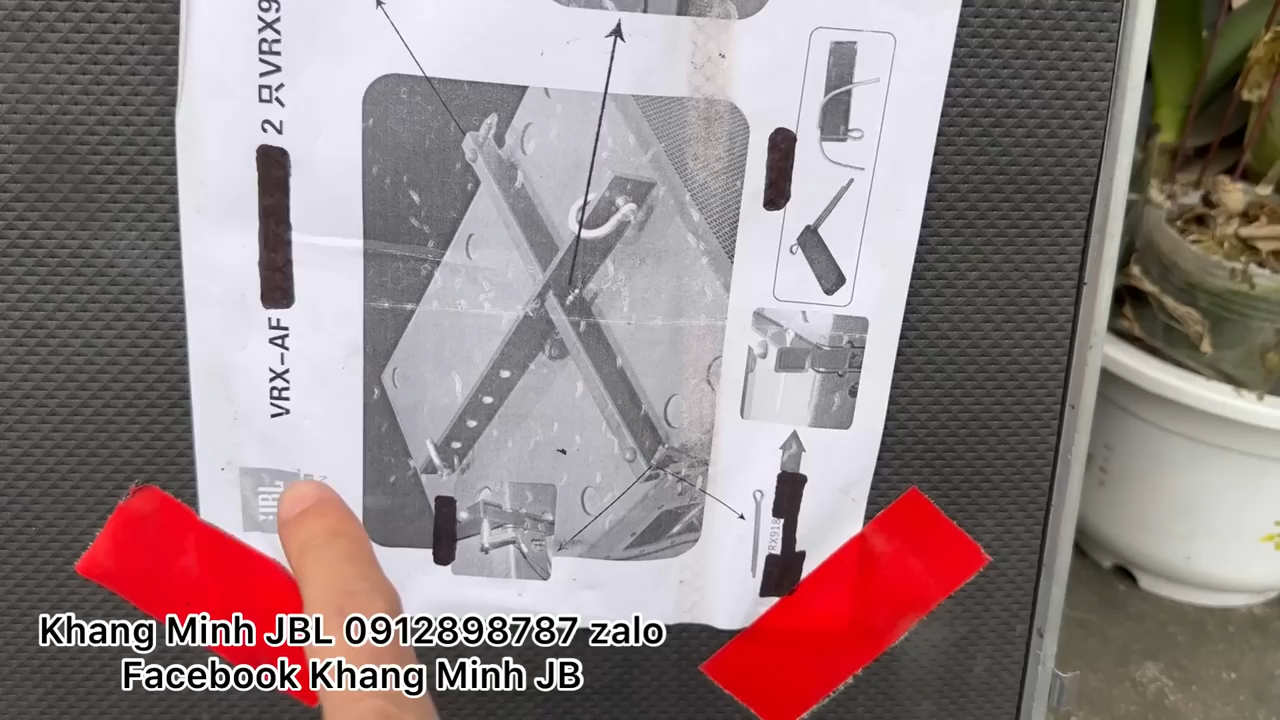 VRX-AF 2 只 VRX9
JBL
RX918
Khang Minh JBL 0912898787 zalo
Facebook Khang Minh JB